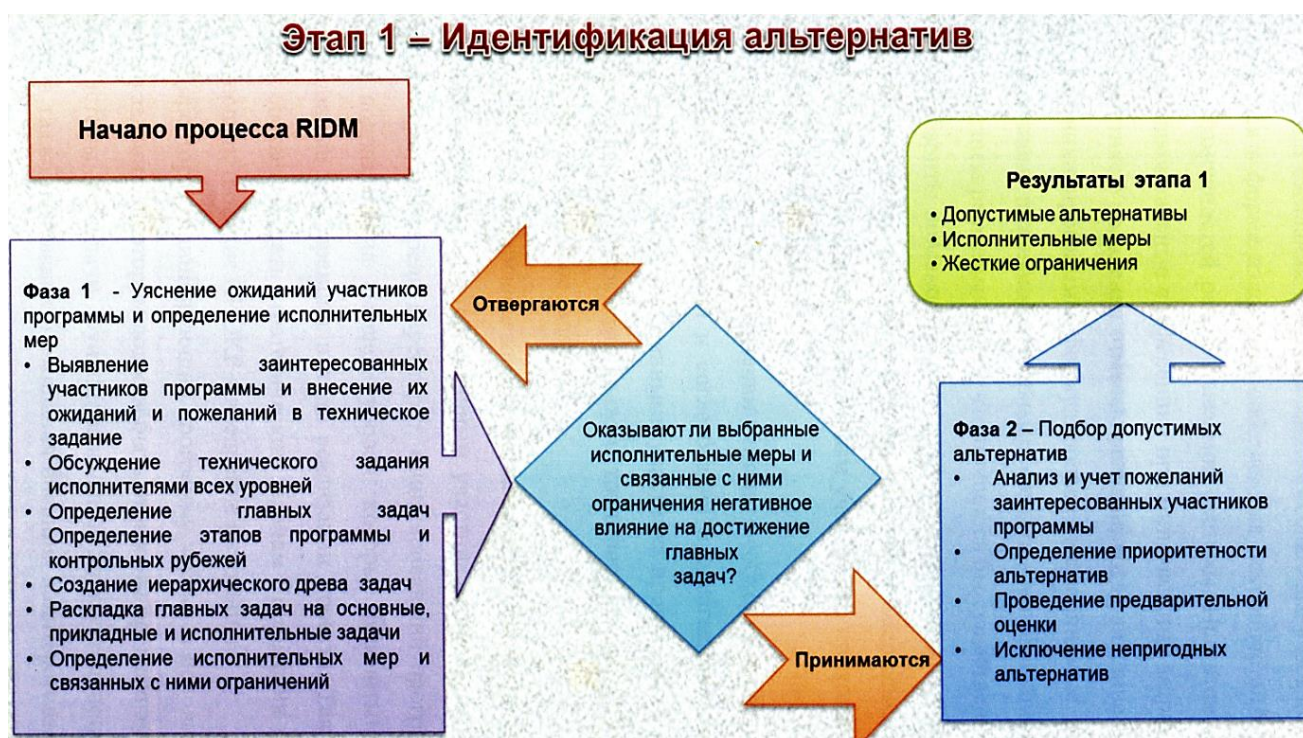 Этап 1 – Идентификация альтернатив
Начало процесса RIDM
Фаза 1 - Уяснение ожиданий участников
программы и определение исполнительных
мер
• Выявление заинтересованных
участников программы и внесение их
ожиданий и пожеланий в техническое
задание
• Обсуждение технического задания
исполнителями всех уровней
• Определение главных задач
Определение этапов программы и
контрольных рубежей
• Создание иерархического древа задач
• Раскладка главных задач на основные,
прикладные и исполнительные задачи
• Определение исполнительных мер и
связанных с ними ограничений
Отвергаются
Оказывают ли выбранные
исполнительные меры и
связанные с ними
ограничения негативное
влияние на достижение
главных
задач?
Принимаются
Результаты этапа 1
• Допустимые альтернативы
• Исполнительные меры
• Жесткие ограничения
Фаза 2 – Подбор допустимых
альтернатив
• Анализ и учет пожеланий
заинтересованных участников
программы
• Определение приоритетности
альтернатив
• Проведение предварительной
оценки
• Исключение непригодных
альтернатив